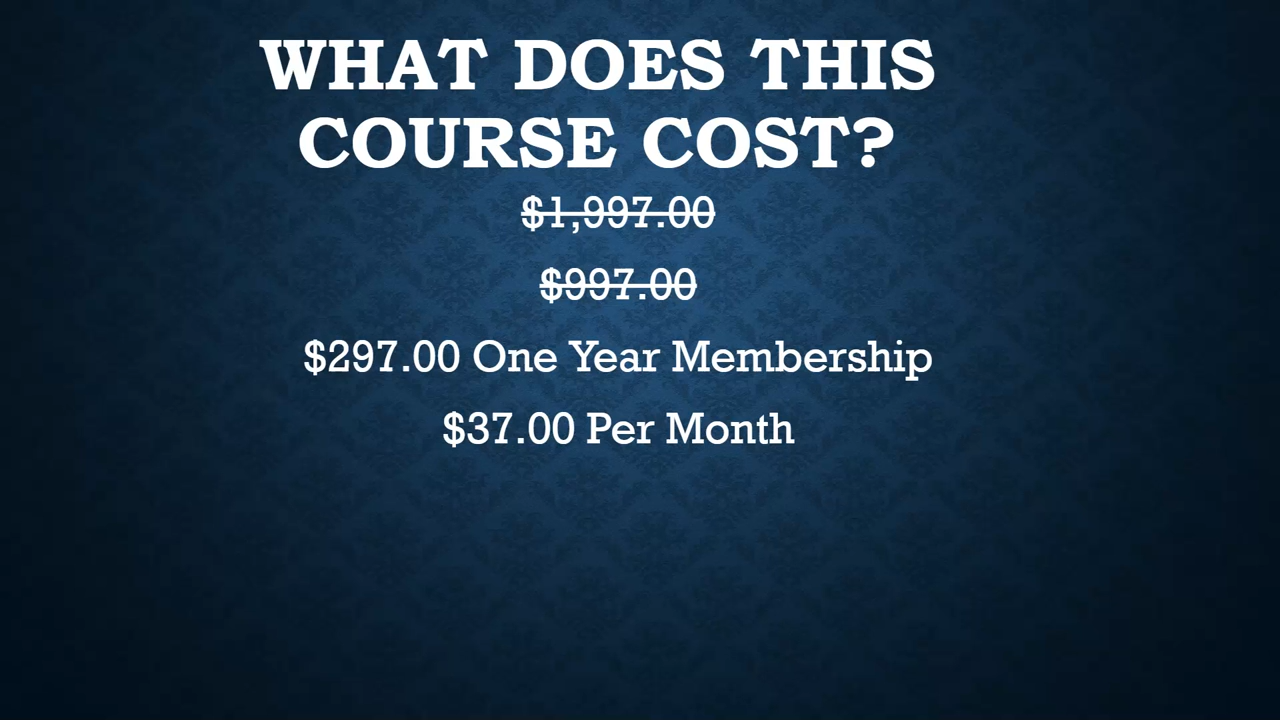 WHAT DOES THIS
COURSE COST?
$1,997.00
$997.00
$297.00 One Year Membership
$37.00 Per Month